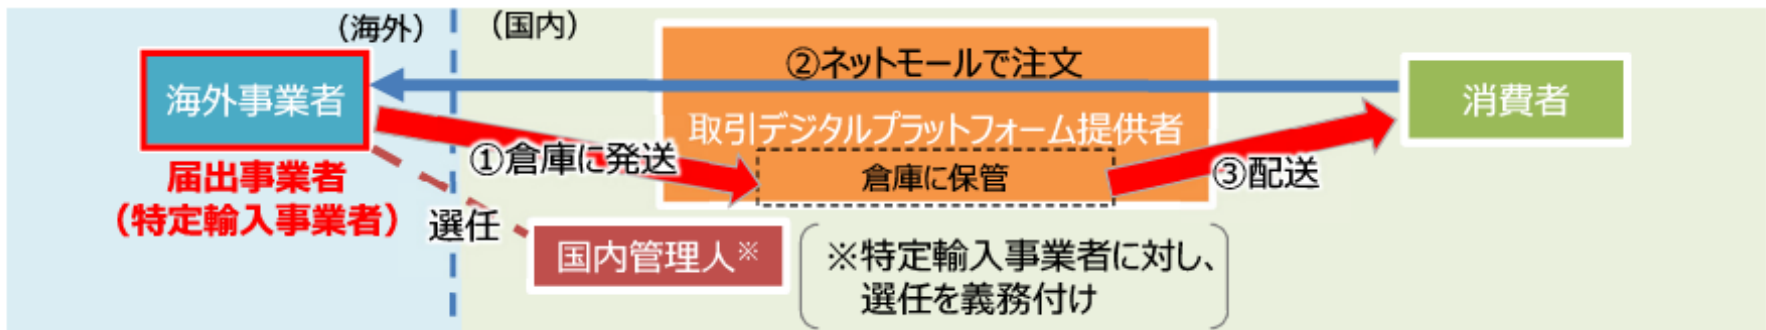 （海外）
（国内）
②ネットモールで注文
海外事業者
消費者
取引デジタルプラットフォーム提供者
①倉庫に発送
倉庫に保管
③配送
届出事業者
（特定輸入事業者）
選任
国内管理人※
※特定輸入事業者に対し、
選任を義務付け